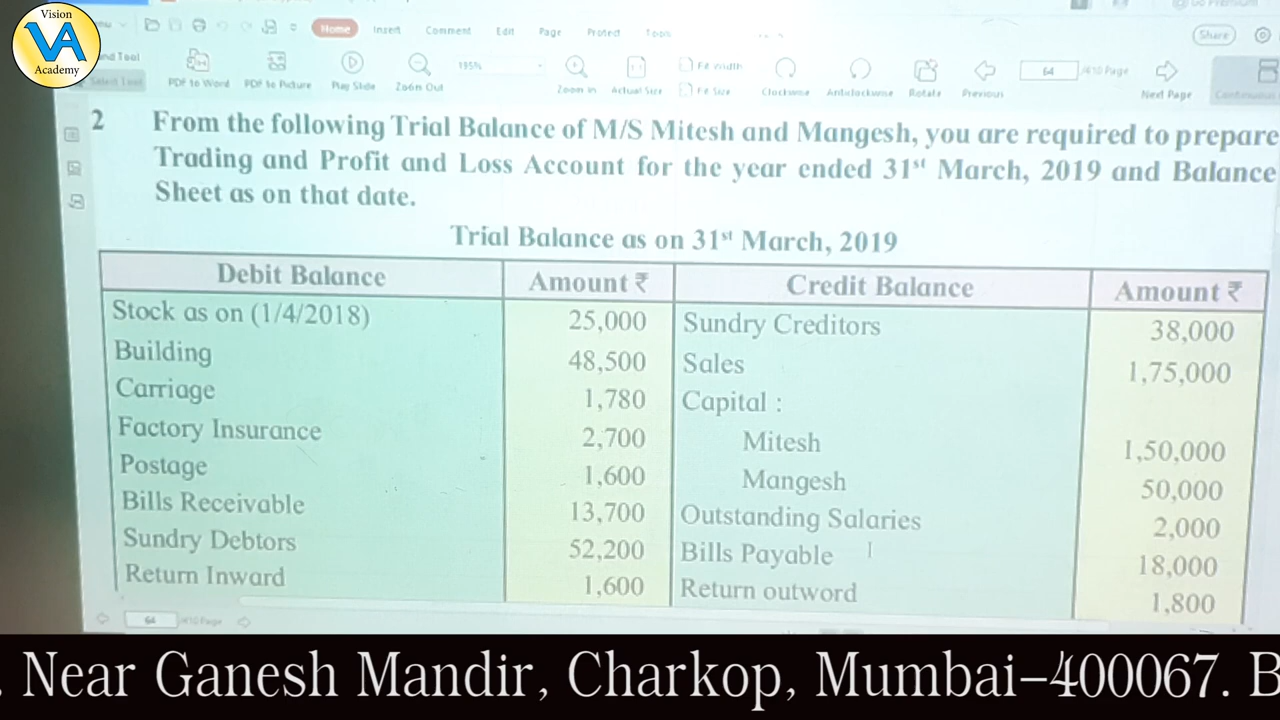 Vision
VA
Academy
Home Insert Comment Edit Page Protect Tools
Share
PDF to Word PDF to Picture Play Slide Zoom Out 195% Zoom In Actual Size Fit Width Fit Size Clockwise Anticlockwise Rotate Previous 64 /410 Page Next Page
2 From the following Trial Balance of M/S Mitesh and Mangesh, you are required to prepare
Trading and Profit and Loss Account for the year ended 31st March, 2019 and Balance
Sheet as on that date.
Trial Balance as on 31st March, 2019
Debit Balance Amount ₹ Credit Balance Amount ₹
Stock as on (1/4/2018) 25,000 Sundry Creditors 38,000
Building 48,500 Sales 1,75,000
Carriage 1,780 Capital :
Factory Insurance 2,700 Mitesh 1,50,000
Postage 1,600 Mangesh 50,000
Bills Receivable 13,700 Outstanding Salaries 2,000
Sundry Debtors 52,200 Bills Payable 18,000
Return Inward 1,600 Return outword 1,800
64 /410 Page
. Near Ganesh Mandir, Charkop, Mumbai-400067. B